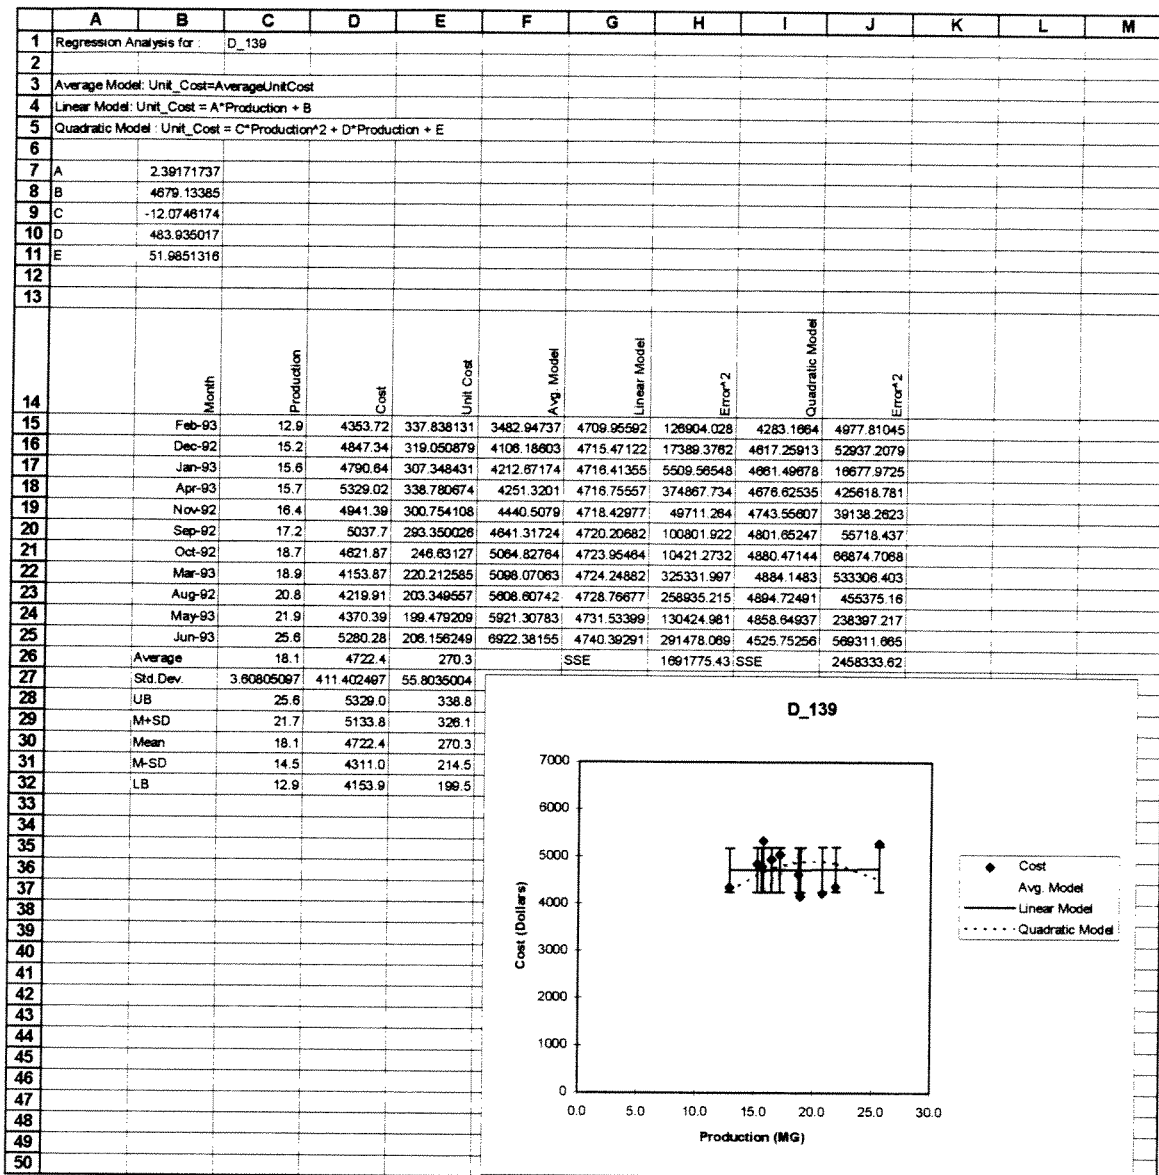 A B C D E F G H I J K L M
1 Regression Analysis for : D_139
2
3 Average Model: Unit_Cost=AverageUnitCost
4 Linear Model: Unit_Cost = A*Production + B
5 Quadratic Model : Unit_Cost = C*Production^2 + D*Production + E
6
7 A 2.39171737
8 B 4679.13385
9 C -12.0746174
10 D 483.935017
11 E 51.9851316
12
13
14 Month Production Cost Unit Cost Avg. Model Linear Model Error^2 Quadratic Model Error^2
15 Feb-93 12.9 4353.72 337.838131 3482.94737 4709.95592 126904.028 4283.1664 4977.81045
16 Dec-92 15.2 4847.34 319.050879 4106.18603 4715.47122 17389.3762 4617.25913 52937.2079
17 Jan-93 15.6 4790.64 307.348431 4212.67174 4716.41355 5509.56548 4661.49678 16677.9725
18 Apr-93 15.7 5329.02 338.780674 4251.3201 4716.75557 374867.734 4676.62535 425618.781
19 Nov-92 16.4 4941.39 300.754108 4440.5079 4718.42977 49711.264 4743.55607 39138.2623
20 Sep-92 17.2 5037.7 293.350026 4641.31724 4720.20682 100801.922 4801.65247 55718.437
21 Oct-92 18.7 4621.87 246.63127 5064.82764 4723.95464 10421.2732 4880.47144 66874.7068
22 Mar-93 18.9 4153.87 220.212585 5098.07063 4724.24882 325331.997 4884.1483 533306.403
23 Aug-92 20.8 4219.91 203.349557 5608.60742 4728.76677 258935.215 4894.72491 455375.16
24 May-93 21.9 4370.39 199.479209 5921.30783 4731.53399 130424.981 4858.64937 238397.217
25 Jun-93 25.6 5280.28 206.156249 6922.38155 4740.39291 291478.069 4525.75256 569311.665
26 Average 18.1 4722.4 270.3 SSE 1691775.43 SSE 2458333.62
27 Std.Dev. 3.60805097 411.402497 55.8035004
28 UB 25.6 5329.0 338.8
29 M+SD 21.7 5133.8 326.1
30 Mean 18.1 4722.4 270.3
31 M-SD 14.5 4311.0 214.5
32 LB 12.9 4153.9 199.5
33
34
35
36
37
38
39
40
41
42
43
44
45
46
47
48
49
50
D_139
7000
6000
5000
4000
3000
2000
1000
0
Cost (Dollars)
0.0 5.0 10.0 15.0 20.0 25.0 30.0
Production (MG)
Cost
Avg. Model
Linear Model
Quadratic Model